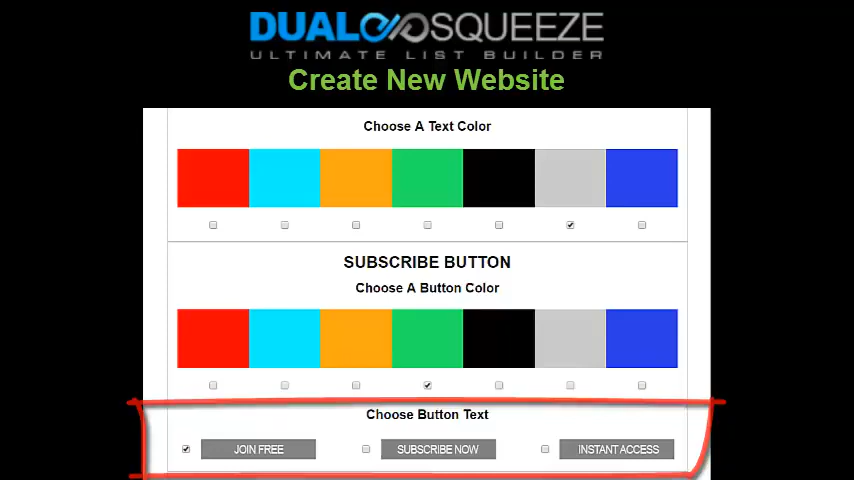 DUAL SQUEEZE
ULTIMATE LIST BUILDER
Create New Website
Choose A Text Color
SUBSCRIBE BUTTON
Choose A Button Color
Choose Button Text
JOIN FREE SUBSCRIBE NOW INSTANT ACCESS